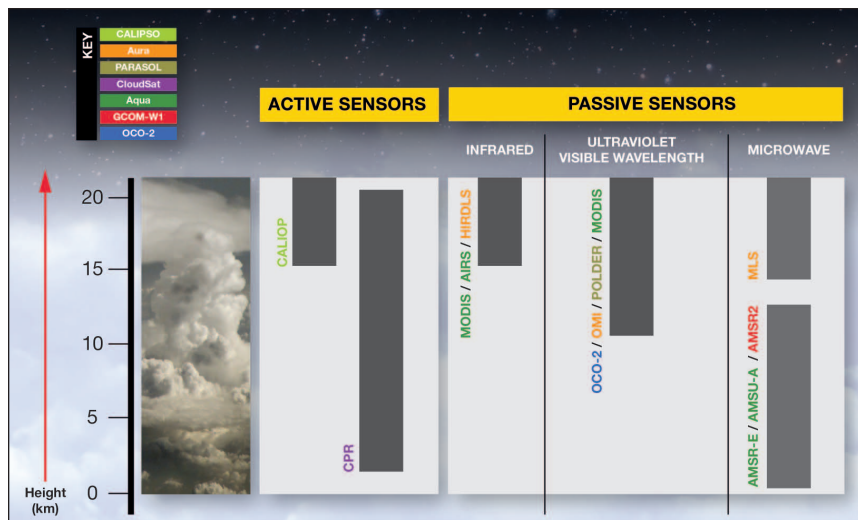 KEY
CALIPSO
Aura
PARASOL
CloudSat
Aqua
GCOM-W1
OCO-2
ACTIVE SENSORS
PASSIVE SENSORS
INFRARED
ULTRAVIOLET
VISIBLE WAVELENGTH
MICROWAVE
20
15
10
5
0
Height
(km)
CALIOP
CPR
MODIS / AIRS / HIRDLS
OCO-2 / OMI / POLDER / MODIS
MLS
AMSR-E / AMSU-A / AMSR2